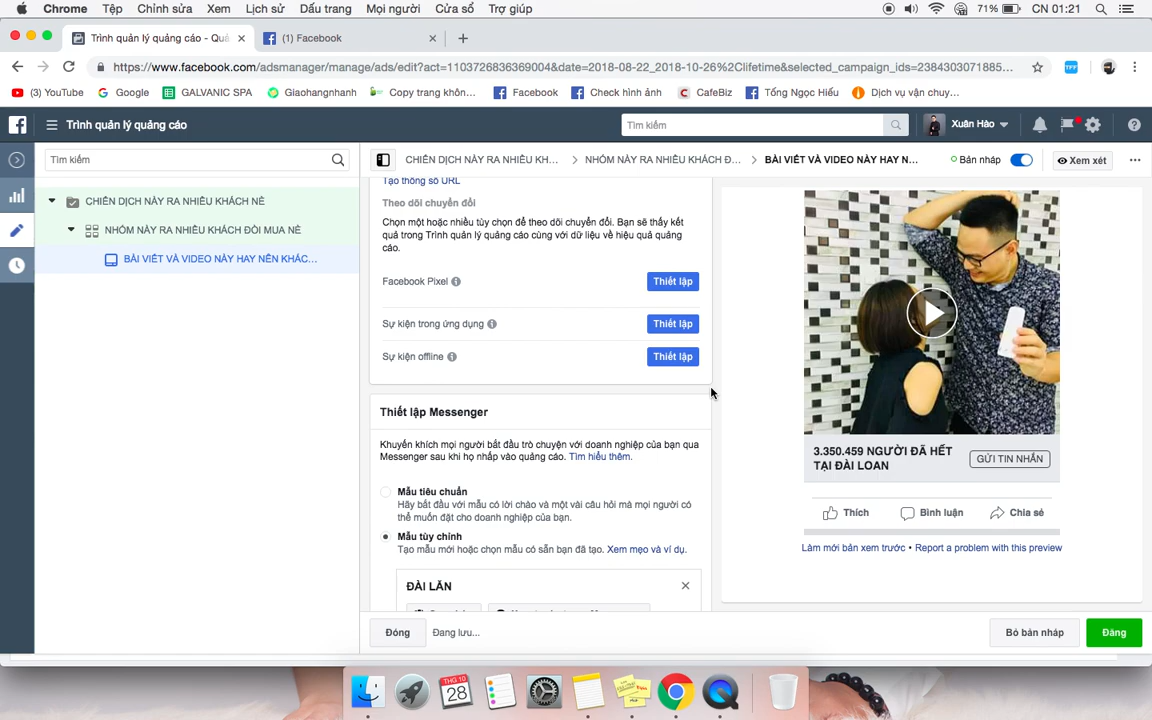 Chrome Tệp Chỉnh sửa Xem Lịch sử Dấu trang Mọi người Cửa sổ Trợ giúp 71% CN 01:21
Trình quản lý quảng cáo - Quả
(1) Facebook
https://www.facebook.com/adsmanager/manage/ads/edit?act=1103726836369004&date=2018-08-22_2018-10-26%2Clifetime&selected_campaign_ids=2384303071885...
(3) YouTube Google GALVANIC SPA Giaohangnhanh Copy trang khôn... Facebook Check hình ảnh CafeBiz Tống Ngọc Hiếu Dịch vụ vận chuy...
Trình quản lý quảng cáo
Tìm kiếm
Xuân Hào
Tìm kiếm
CHIẾN DỊCH NÀY RA NHIỀU KH... NHÓM NÀY RA NHIỀU KHÁCH Đ... BÀI VIẾT VÀ VIDEO NÀY HAY N... Bản nháp Xem xét
CHIẾN DỊCH NÀY RA NHIỀU KHÁCH NÈ
NHÓM NÀY RA NHIỀU KHÁCH ĐÒI MUA NÈ
BÀI VIẾT VÀ VIDEO NÀY HAY NÊN KHÁC...
Tạo thông số URL
Theo dõi chuyển đổi
Chọn một hoặc nhiều tùy chọn để theo dõi chuyển đổi. Bạn sẽ thấy kết
quả trong Trình quản lý quảng cáo cùng với dữ liệu về hiệu quả quảng
cáo.
Facebook Pixel Thiết lập
Sự kiện trong ứng dụng Thiết lập
Sự kiện offline Thiết lập
Thiết lập Messenger
Khuyến khích mọi người bắt đầu trò chuyện với doanh nghiệp của bạn qua
Messenger sau khi họ nhấp vào quảng cáo. Tìm hiểu thêm.
Mẫu tiêu chuẩn
Hãy bắt đầu với mẫu có lời chào và một vài câu hỏi mà mọi người có
thể muốn đặt cho doanh nghiệp của bạn.
Mẫu tùy chỉnh
Tạo mẫu mới hoặc chọn mẫu có sẵn bạn đã tạo. Xem mẹo và ví dụ.
ĐÀI LĂN
3.350.459 NGƯỜI ĐÃ HẾT
TẠI ĐÀI LOAN
GỬI TIN NHẮN
Thích Bình luận Chia sẻ
Làm mới bản xem trước • Report a problem with this preview
Đóng Đang lưu... Bỏ bản nháp Đăng
THG 10
28